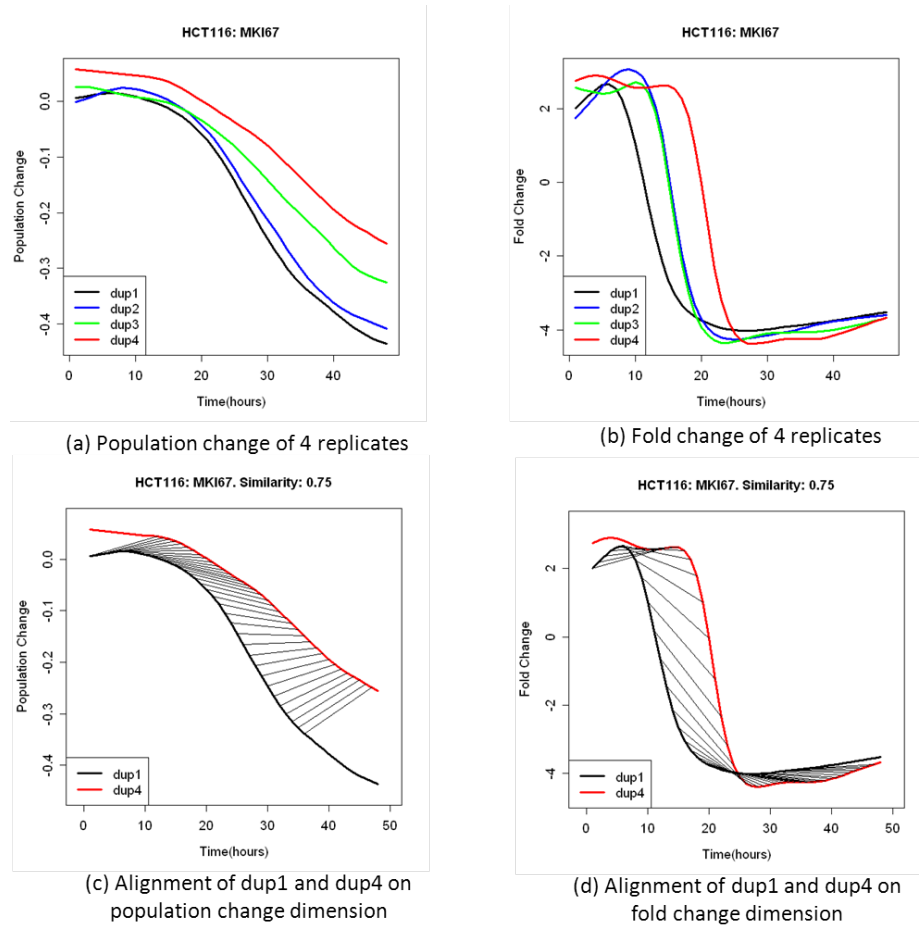 HCT116: MKI67
Population Change
0.0
-0.1
-0.2
-0.3
-0.4
dup1
dup2
dup3
dup4
0 10 20 30 40
Time(hours)
(a) Population change of 4 replicates
HCT116: MKI67
Fold Change
2
0
-2
-4
dup1
dup2
dup3
dup4
0 10 20 30 40
Time(hours)
(b) Fold change of 4 replicates
HCT116: MKI67. Similarity: 0.75
Population Change
0.0
-0.1
-0.2
-0.3
-0.4
dup1
dup4
0 10 20 30 40 50
Time(hours)
(c) Alignment of dup1 and dup4 on
population change dimension
HCT116: MKI67. Similarity: 0.75
Fold Change
2
0
-2
-4
dup1
dup4
0 10 20 30 40 50
Time(hours)
(d) Alignment of dup1 and dup4 on
fold change dimension